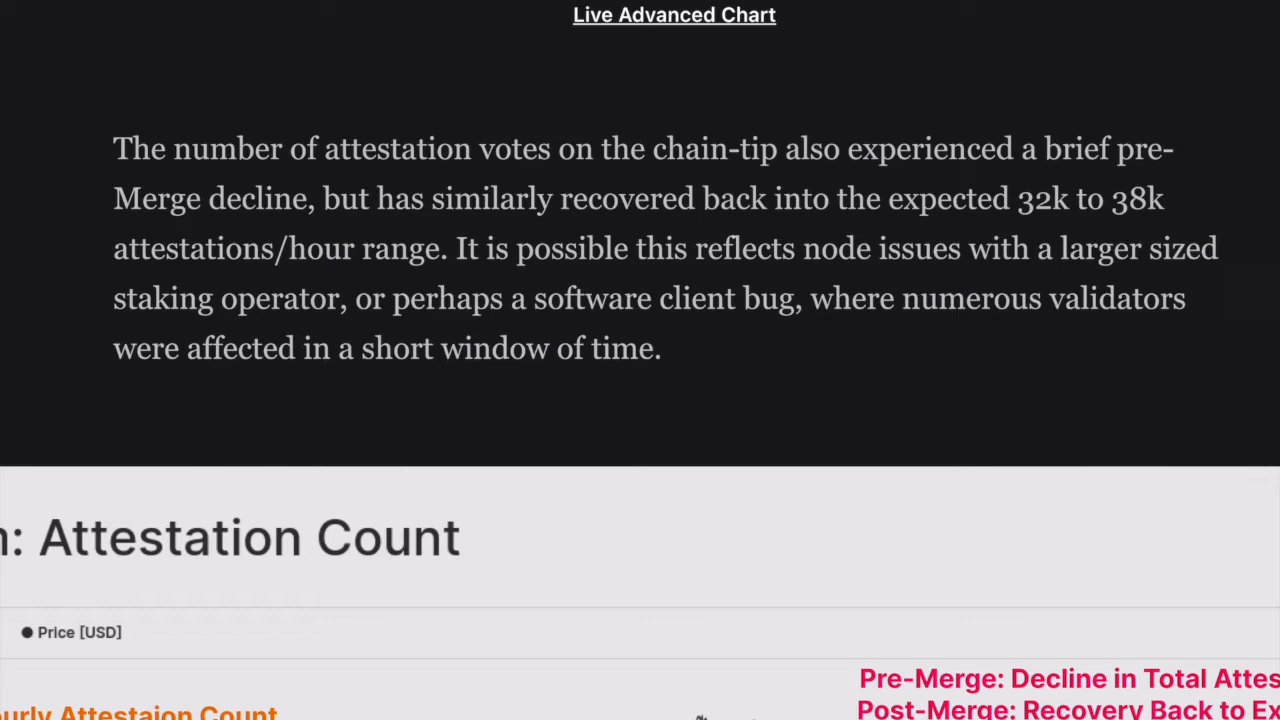 Live Advanced Chart
The number of attestation votes on the chain-tip also experienced a brief pre-
Merge decline, but has similarly recovered back into the expected 32k to 38k
attestations/hour range. It is possible this reflects node issues with a larger sized
staking operator, or perhaps a software client bug, where numerous validators
were affected in a short window of time.
: Attestation Count
Price [USD]
Pre-Merge: Decline in Total Attes
urly Attestaion Count
Post-Merge: Recovery Back to Ex